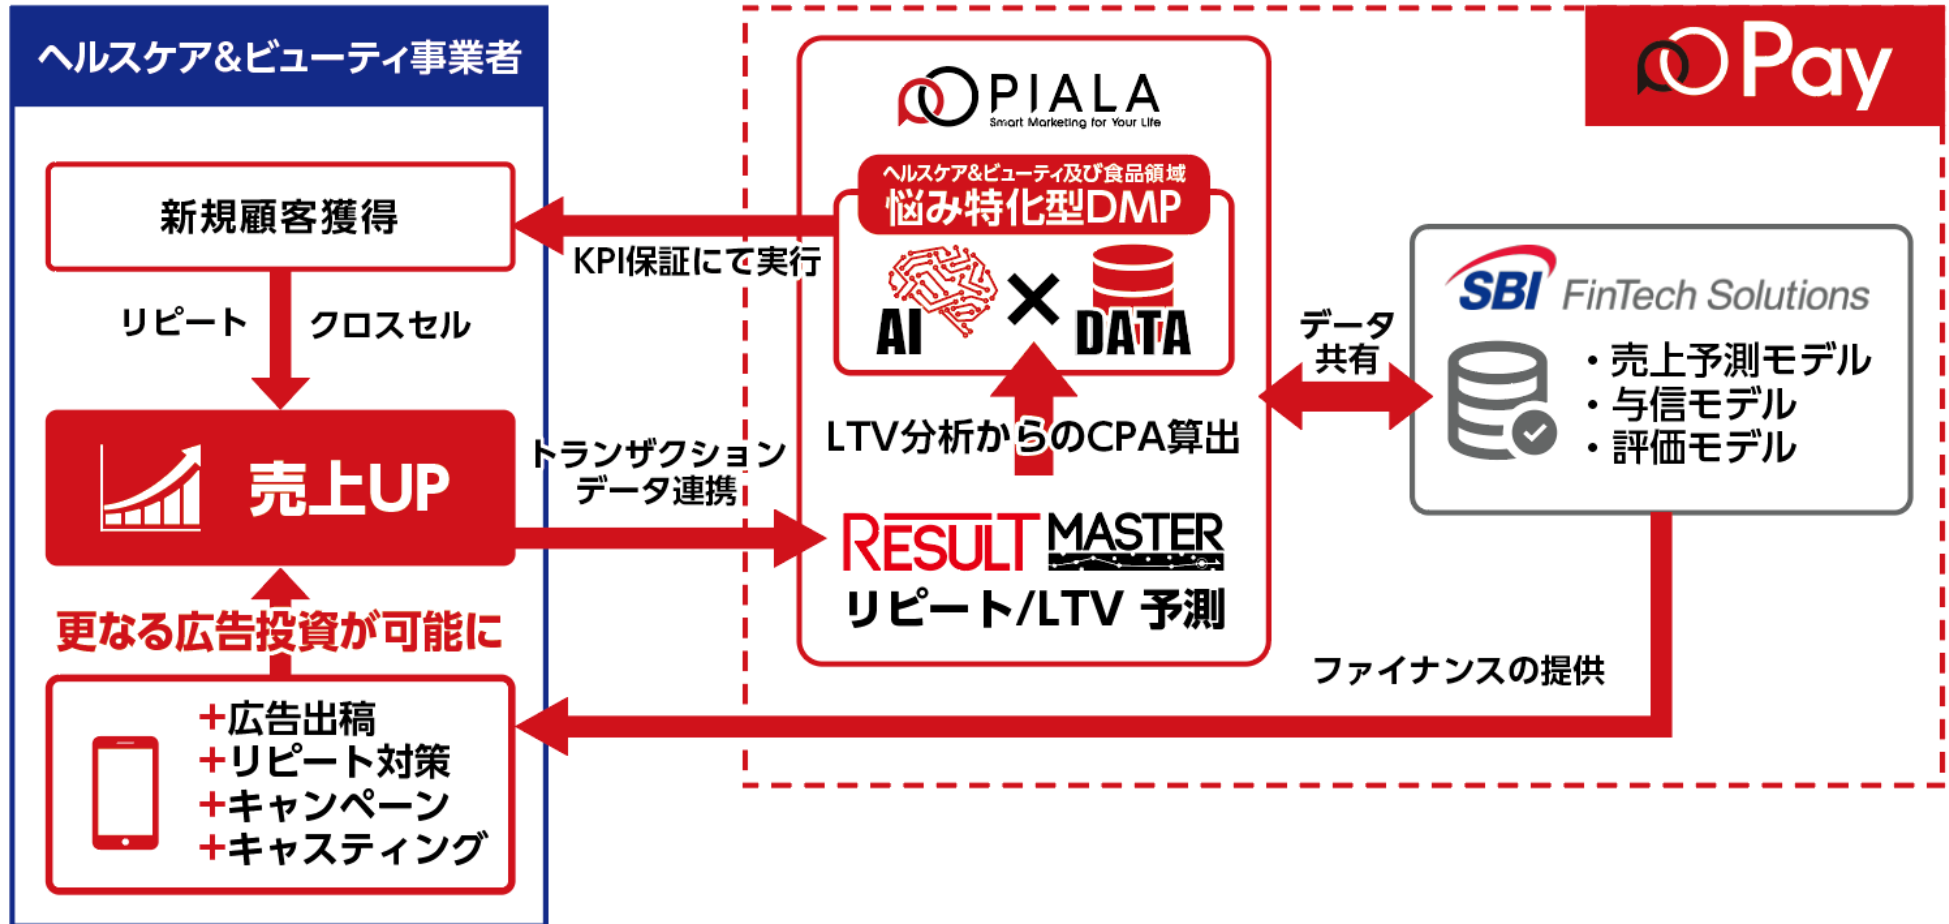 ヘルスケア&ビューティ事業者
新規顧客獲得
リピート
クロスセル
売上UP
更なる広告投資が可能に
+広告出稿
+リピート対策
+キャンペーン
+キャスティング
KPI保証にて実行
トランザクション
データ連携
PIALA
Smart Marketing for Your Life
ヘルスケア&ビューティ及び食品領域
悩み特化型DMP
AI
×
DATA
LTV分析からのCPA算出
RESULT MASTER
リピート/LTV 予測
データ
共有
Pay
SBI FinTech Solutions
・売上予測モデル
・与信モデル
・評価モデル
ファイナンスの提供